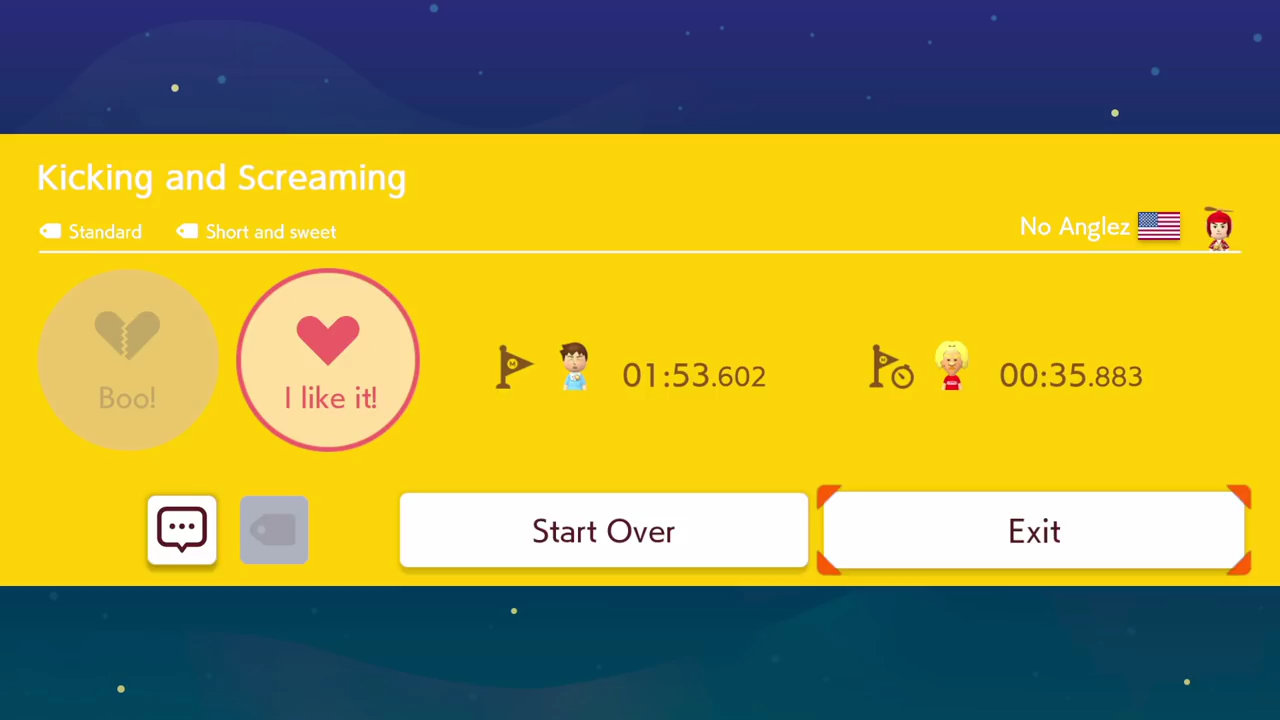 Kicking and Screaming
Standard Short and sweet
No Anglez
Boo!
I like it!
M 01:53.602
M 00:35.883
Start Over
Exit